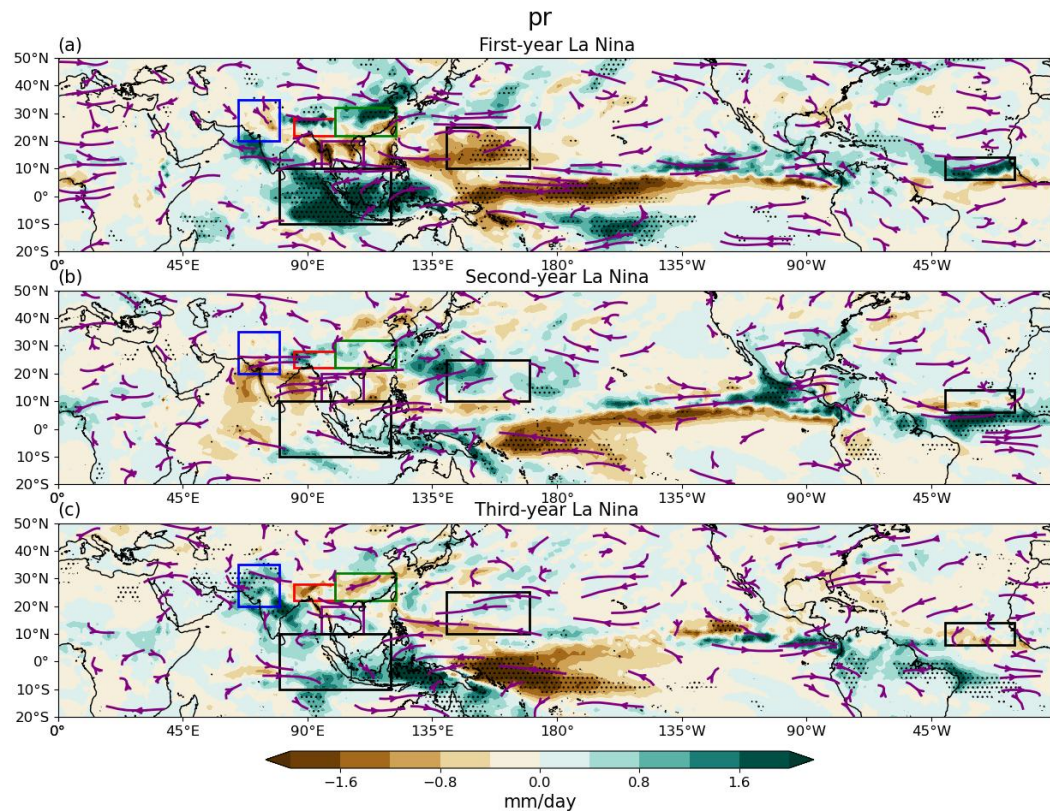 pr
(a) First-year La Nina
50°N
40°N
30°N
20°N
10°N
0°
10°S
20°S
0° 45°E 90°E 135°E 180° 135°W 90°W 45°W
(b) Second-year La Nina
50°N
40°N
30°N
20°N
10°N
0°
10°S
20°S
0° 45°E 90°E 135°E 180° 135°W 90°W 45°W
(c) Third-year La Nina
50°N
40°N
30°N
20°N
10°N
0°
10°S
20°S
0° 45°E 90°E 135°E 180° 135°W 90°W 45°W
−1.6 −0.8 0.0 0.8 1.6
mm/day